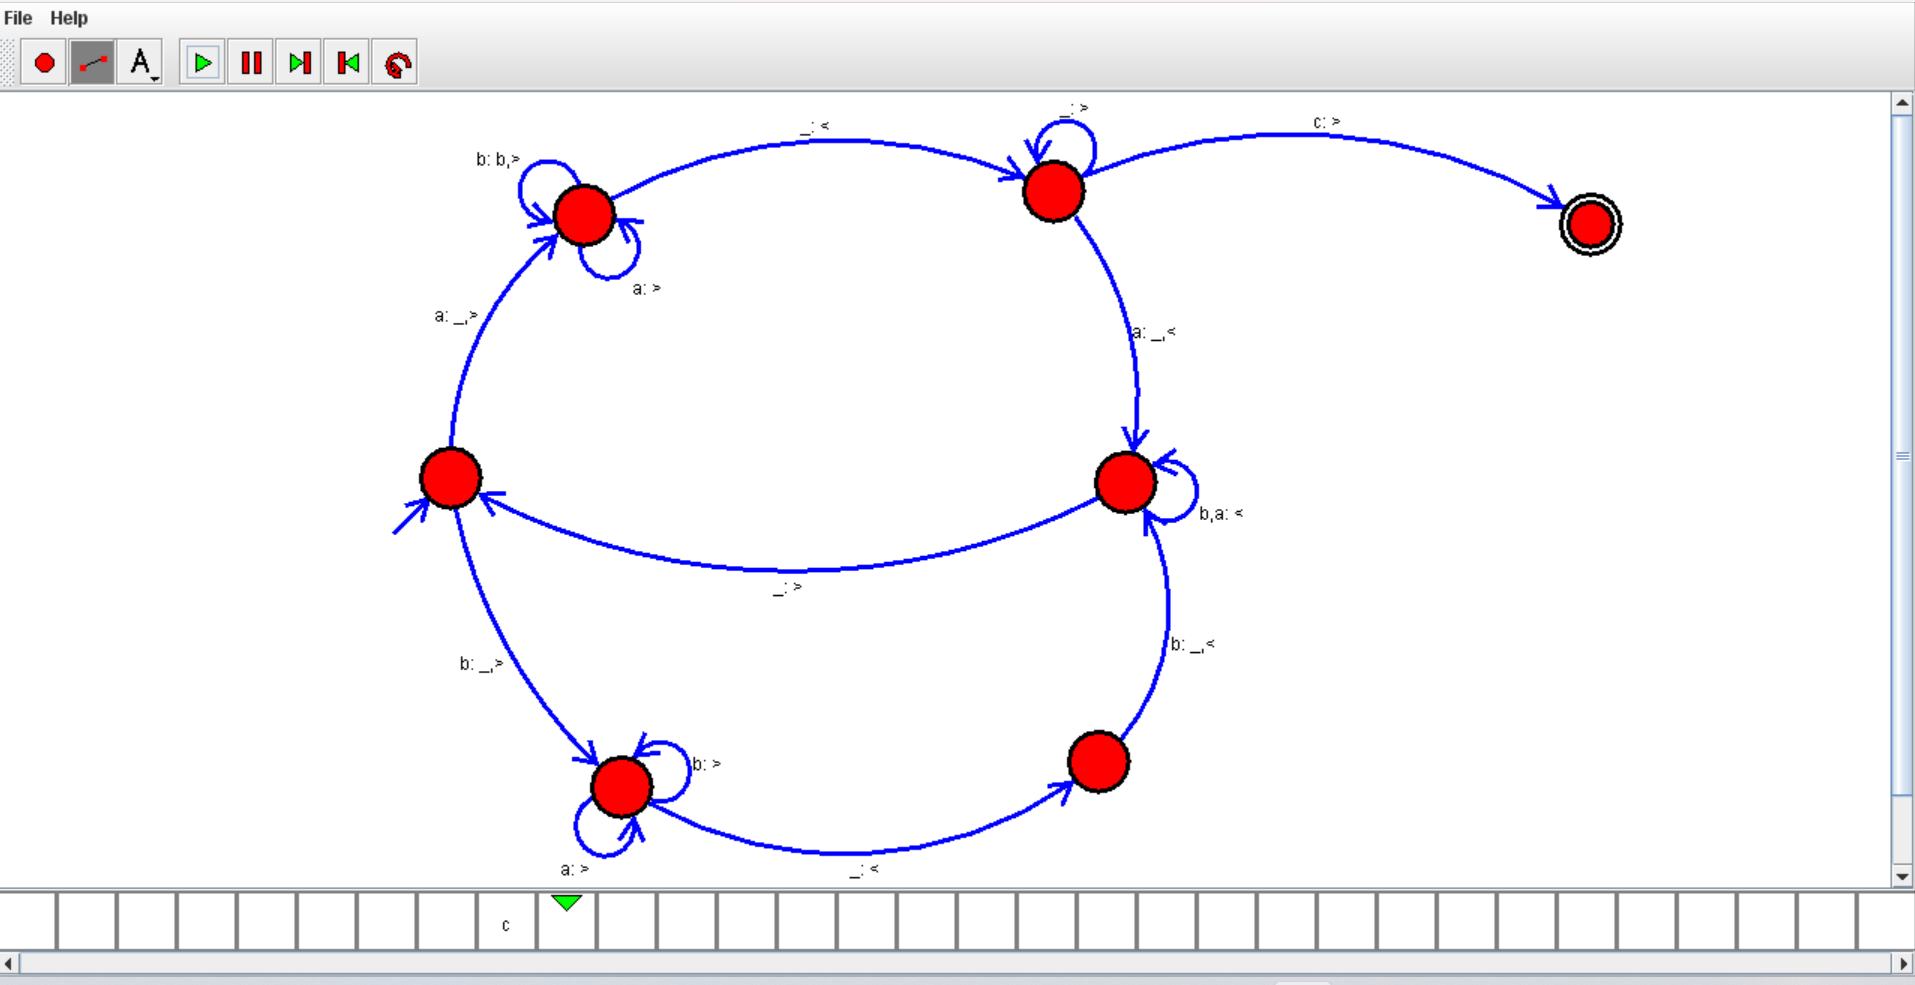 File Help
A
_: >
c: >
_: <
b: b,>
a: >
a: _,>
a: _,<
b,a: <
_: >
b: _,<
b: _,>
b: >
a: >
_: <
c